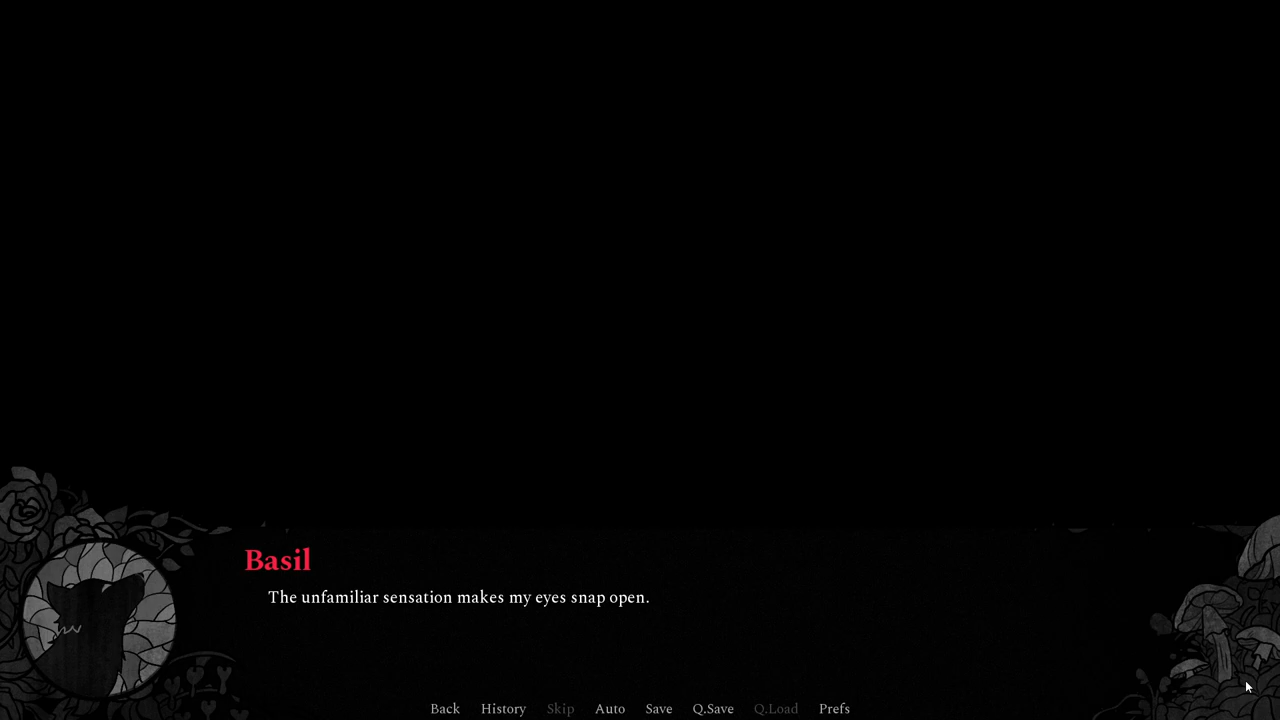 Basil
The unfamiliar sensation makes my eyes snap open.
Back History Skip Auto Save Q.Save Q.Load Prefs